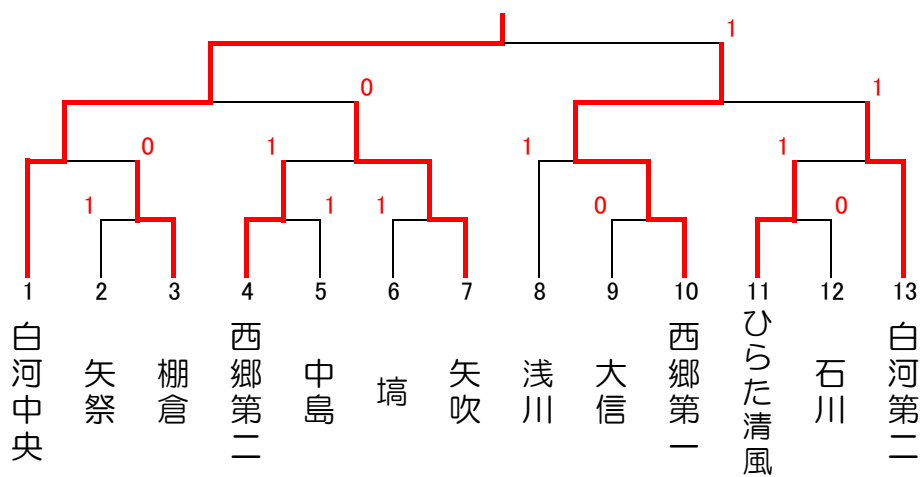 1
0
1
0
1
1
1
1
1
1
0
0
1
2
3
4
5
6
7
8
9
10
11
12
13
白河中央
矢祭
棚倉
西郷第二
中島
塙
矢吹
浅川
大信
西郷第一
ひらた清風
石川
白河第二